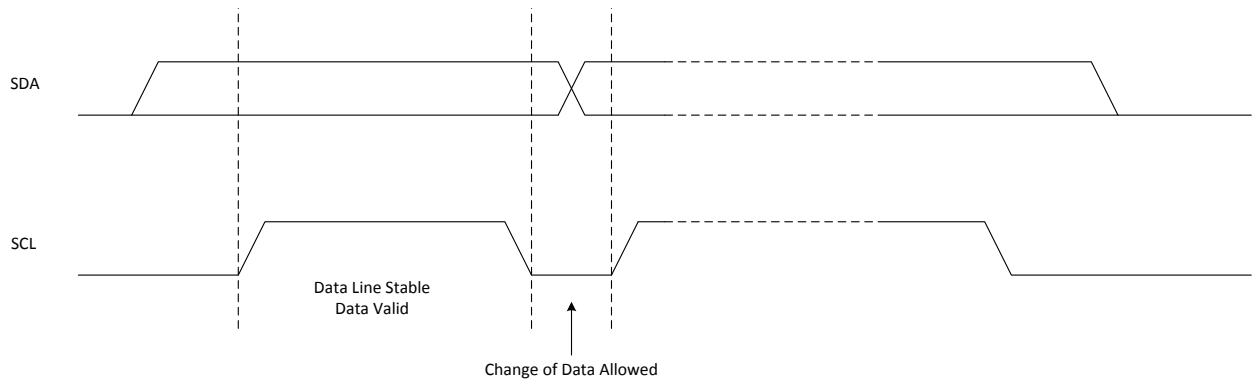 SDA
SCL
Data Line Stable
Data Valid
Change of Data Allowed